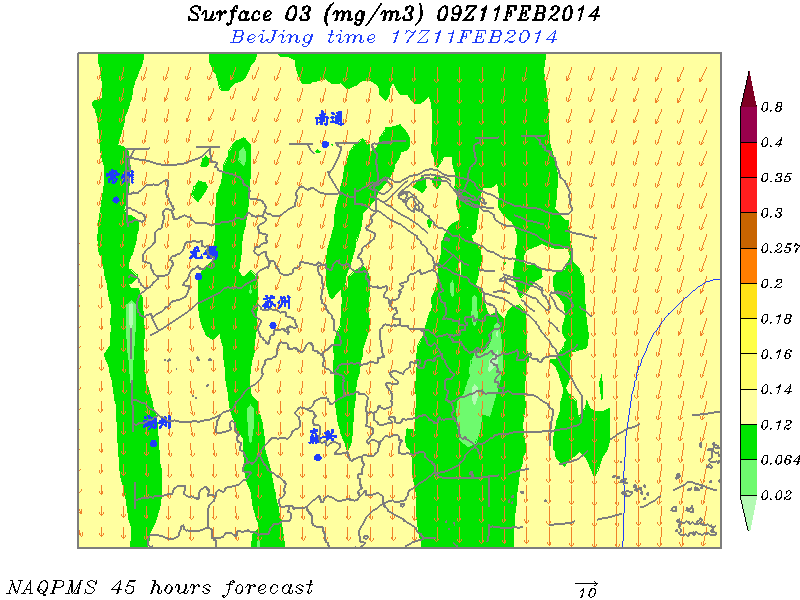 Surface O3 (mg/m3) 09Z11FEB2014
BeiJing time 17Z11FEB2014
南通
常州
无锡
苏州
湖州
嘉兴
0.8
0.4
0.35
0.3
0.257
0.2
0.18
0.16
0.14
0.12
0.064
0.02
NAQPMS 45 hours forecast
10